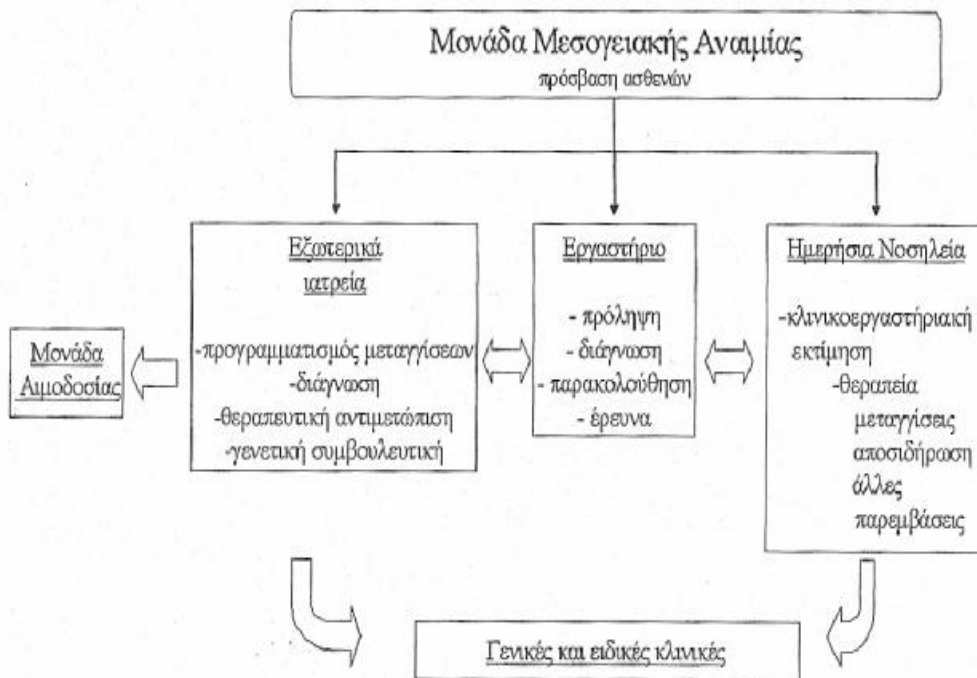 Μονάδα Μεσογειακής Αναιμίας
πρόσβαση ασθενών
Εξωτερικά
ιατρεία
-προγραμματισμός μεταγγίσεων
-διάγνωση
-θεραπευτική αντιμετώπιση
-γενετική συμβουλευτική
Εργαστήριο
- πρόληψη
- διάγνωση
- παρακολούθηση
- έρευνα
Ημερήσια Νοσηλεία
-κλινικοεργαστήριακή
εκτίμηση
-θεραπεία
μεταγγίσεις
αποσιδήρωση
άλλες
παρεμβάσεις
Μονάδα
Αιμοδοσίας
Γενικές και ειδικές κλινικές